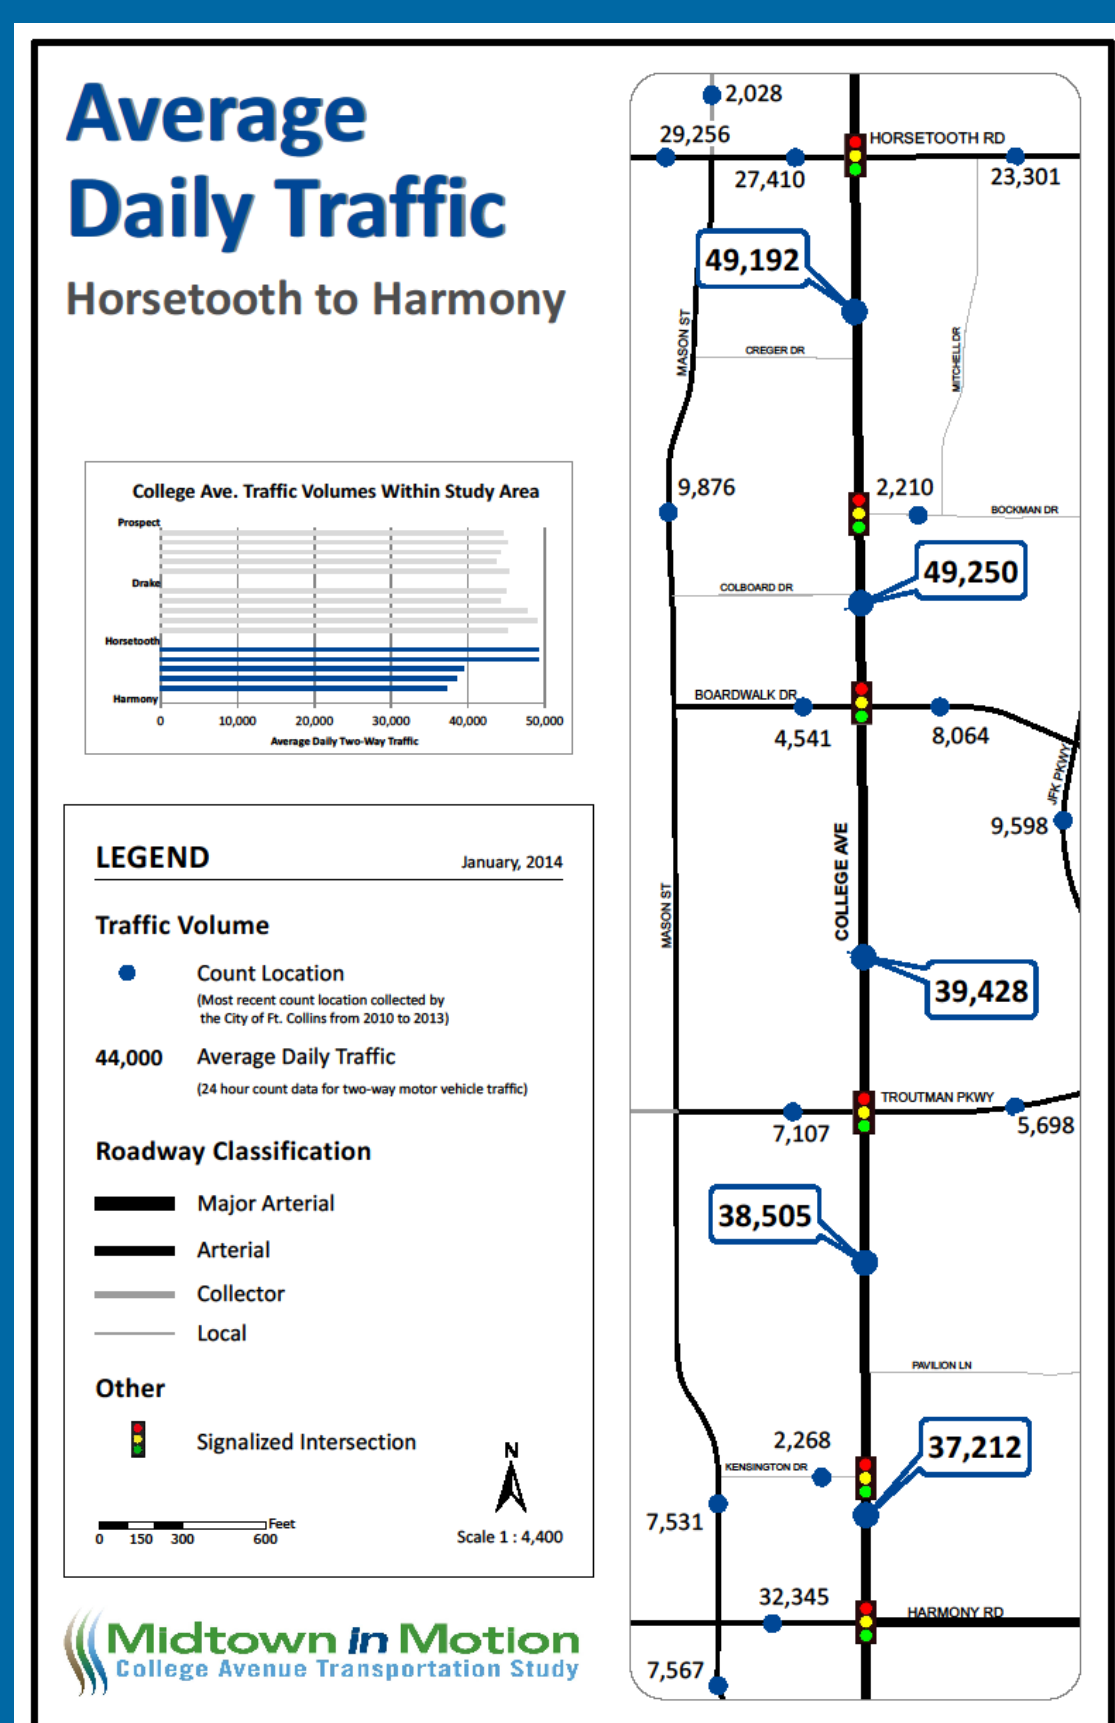 Average
Daily Traffic
Horsetooth to Harmony
College Ave. Traffic Volumes Within Study Area
Prospect
Drake
Horsetooth
Harmony
0 10,000 20,000 30,000 40,000 50,000
Average Daily Two-Way Traffic
LEGEND
January, 2014
Traffic Volume
Count Location
(Most recent count location collected by
the City of Ft. Collins from 2010 to 2013)
44,000 Average Daily Traffic
(24 hour count data for two-way motor vehicle traffic)
Roadway Classification
Major Arterial
Arterial
Collector
Local
Other
Signalized Intersection
N
0 150 300 600 Feet
Scale 1 : 4,400
Midtown in Motion
College Avenue Transportation Study
2,028
29,256
HORSETOOTH RD
27,410
23,301
49,192
MASON ST
CREGER DR
MITCHELL DR
9,876
2,210
BOCKMAN DR
49,250
COLBOARD DR
BOARDWALK DR
4,541
8,064
JFK PKWY
9,598
COLLEGE AVE
MASON ST
39,428
TROUTMAN PKWY
7,107
5,698
38,505
PAVILION LN
2,268
37,212
KENSINGTON DR
7,531
32,345
HARMONY RD
7,567